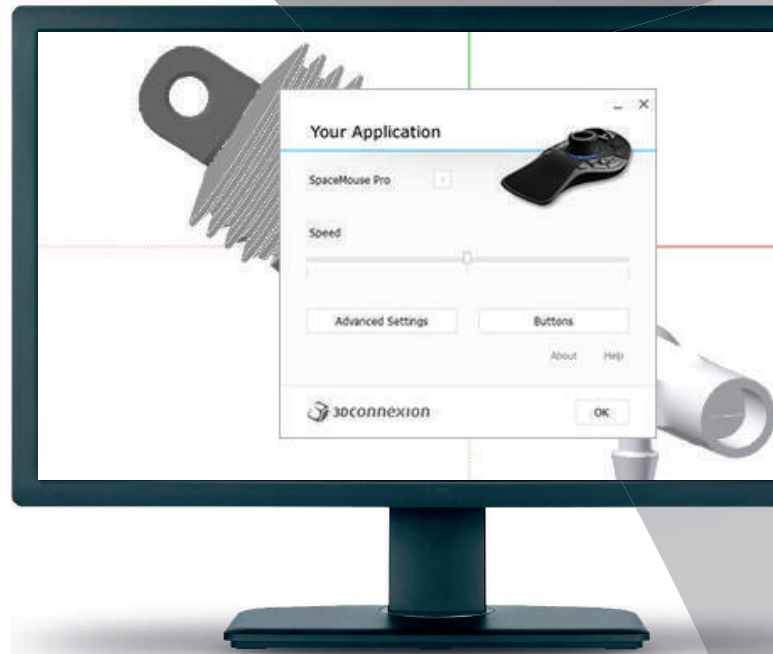 Your Application
SpaceMouse Pro
Speed
Advanced Settings Buttons
About Help
3Dconnexion OK